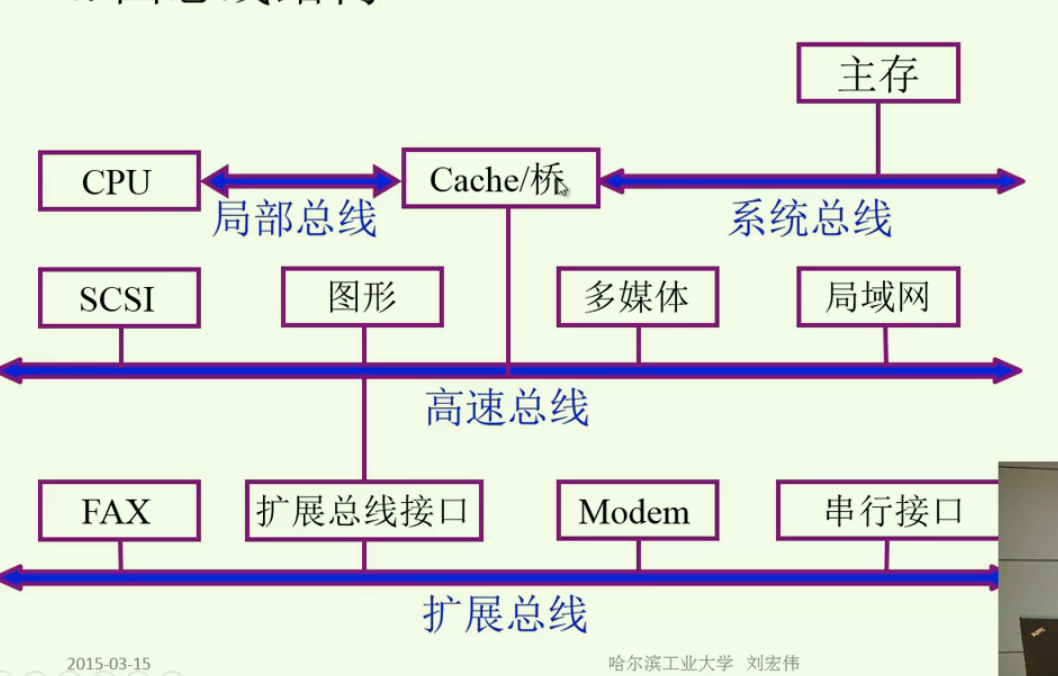 主存
CPU
Cache/桥
局部总线
系统总线
SCSI
图形
多媒体
局域网
高速总线
FAX
扩展总线接口
Modem
串行接口
扩展总线
2015-03-15
哈尔滨工业大学 刘宏伟